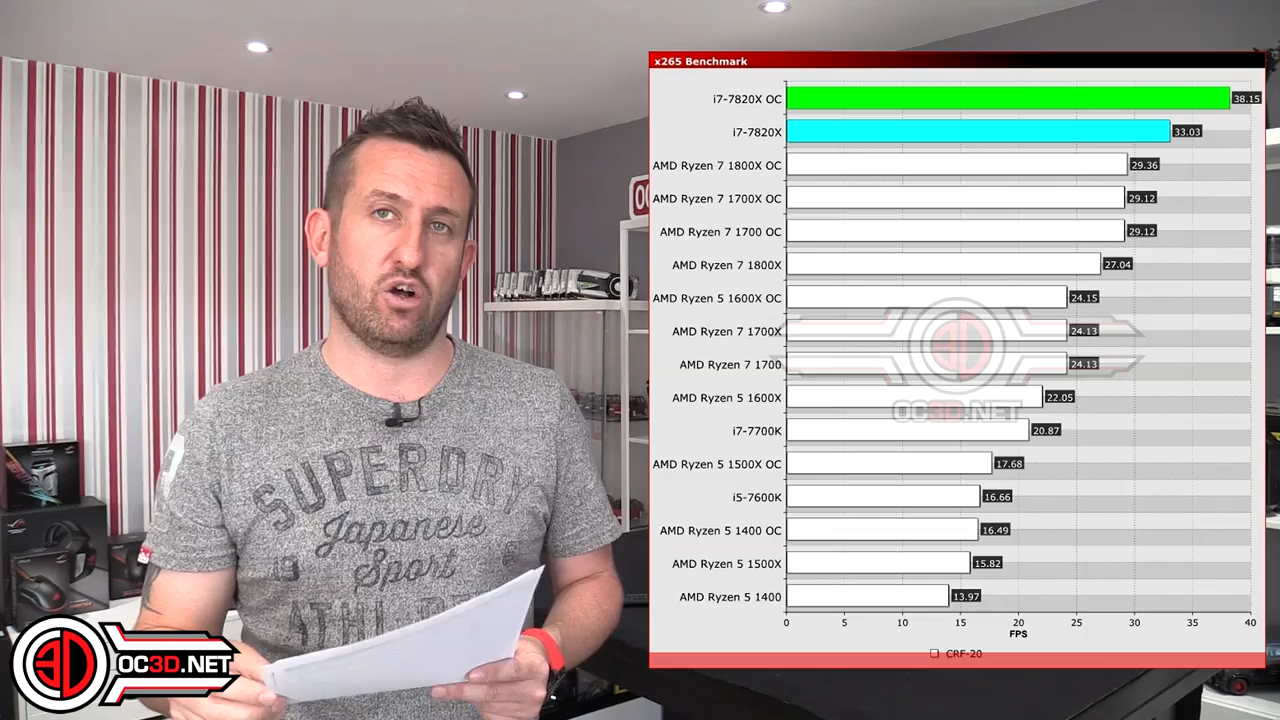 x265 Benchmark
i7-7820X OC 38.15
i7-7820X 33.03
AMD Ryzen 7 1800X OC 29.36
AMD Ryzen 7 1700X OC 29.12
AMD Ryzen 7 1700 OC 29.12
AMD Ryzen 7 1800X 27.04
AMD Ryzen 5 1600X OC 24.15
AMD Ryzen 7 1700X 24.13
AMD Ryzen 7 1700 24.13
AMD Ryzen 5 1600X 22.05
i7-7700K 20.87
AMD Ryzen 5 1500X OC 17.68
i5-7600K 16.66
AMD Ryzen 5 1400 OC 16.49
AMD Ryzen 5 1500X 15.82
AMD Ryzen 5 1400 13.97
0 5 10 15 20 25 30 35 40
FPS
CRF-20
OC3D.NET
SUPERDRY
Japanese
Sport
OC3D.NET